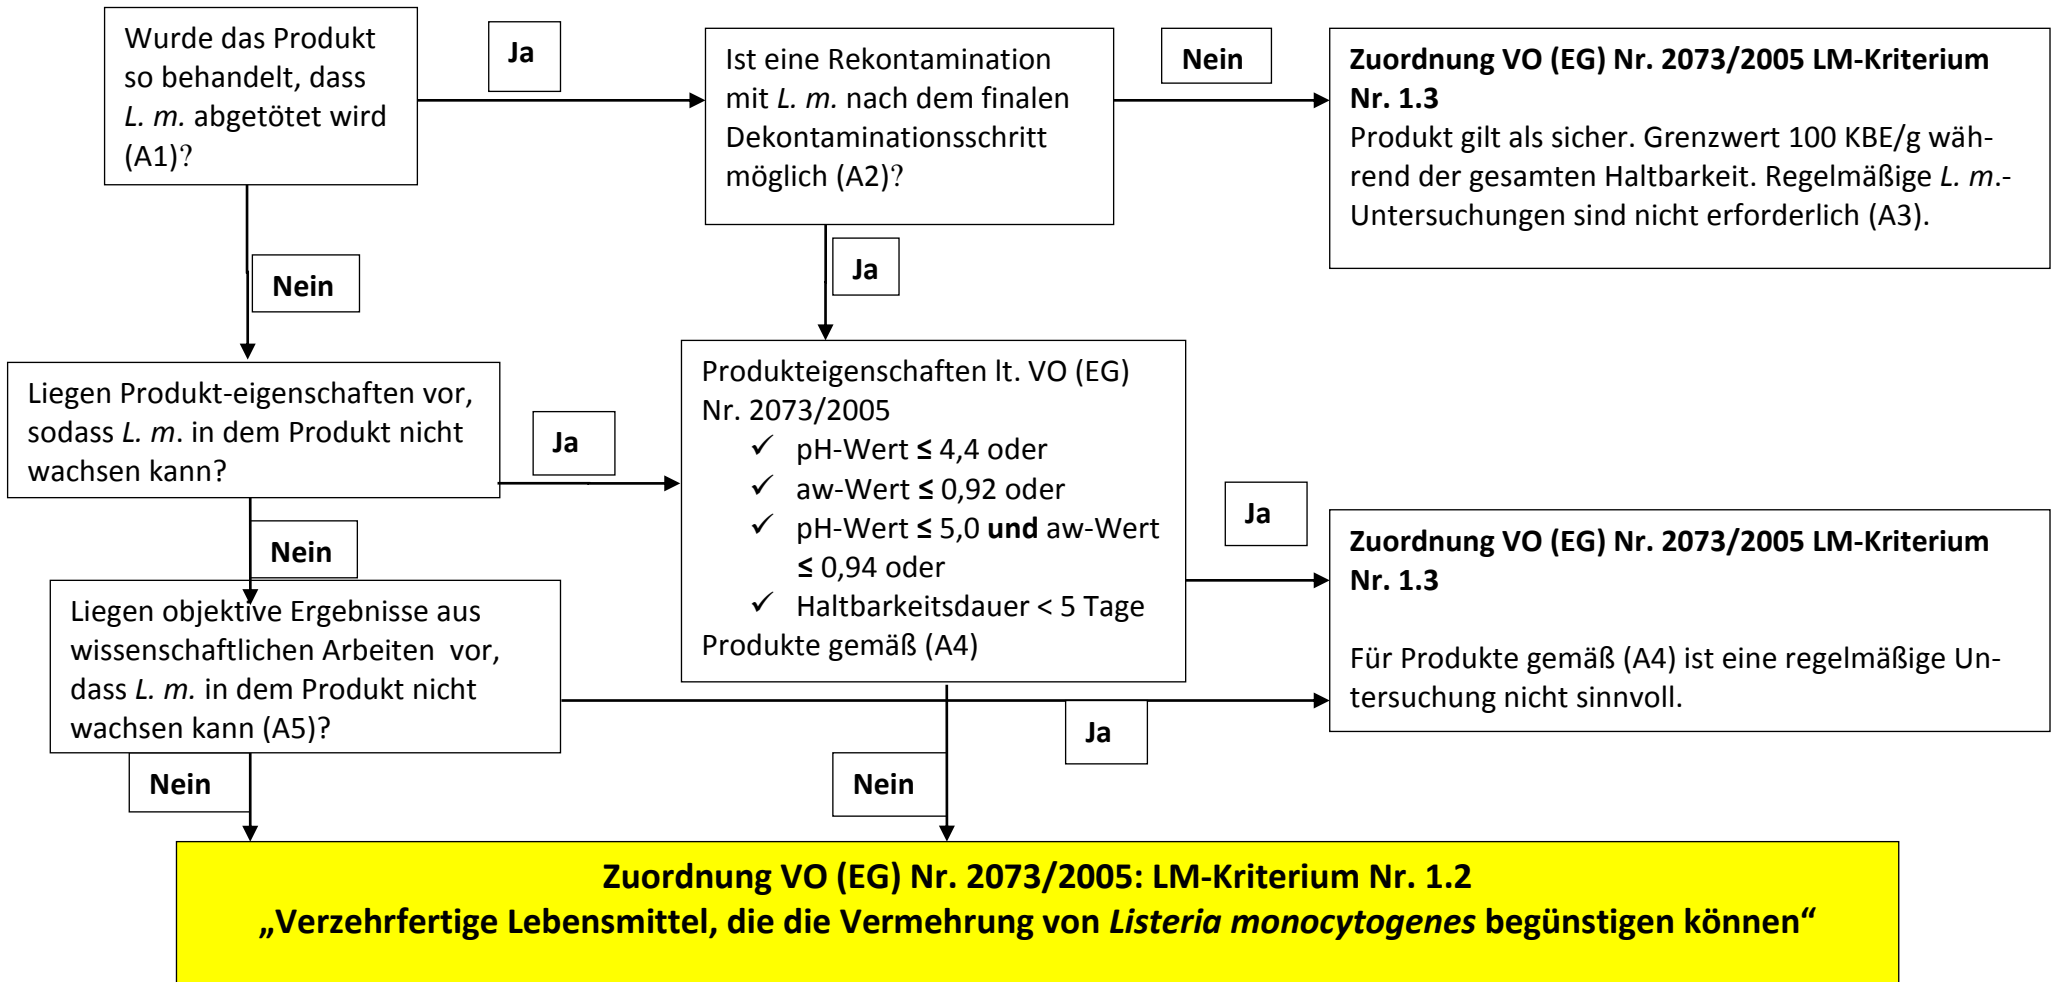 Wurde das Produkt
so behandelt, dass
L. m. abgetötet wird
(A1)?
Ja
Ist eine Rekontamination
mit L. m. nach dem finalen
Dekontaminationsschritt
möglich (A2)?
Nein
Zuordnung VO (EG) Nr. 2073/2005 LM-Kriterium
Nr. 1.3
Produkt gilt als sicher. Grenzwert 100 KBE/g wäh-
rend der gesamten Haltbarkeit. Regelmäßige L. m.-
Untersuchungen sind nicht erforderlich (A3).
Nein
Ja
Liegen Produkt-eigenschaften vor,
sodass L. m. in dem Produkt nicht
wachsen kann?
Ja
Produkteigenschaften lt. VO (EG)
Nr. 2073/2005
✓ pH-Wert ≤ 4,4 oder
✓ aw-Wert ≤ 0,92 oder
✓ pH-Wert ≤ 5,0 und aw-Wert
≤ 0,94 oder
✓ Haltbarkeitsdauer < 5 Tage
Produkte gemäß (A4)
Ja
Zuordnung VO (EG) Nr. 2073/2005 LM-Kriterium
Nr. 1.3
Für Produkte gemäß (A4) ist eine regelmäßige Un-
tersuchung nicht sinnvoll.
Nein
Liegen objektive Ergebnisse aus
wissenschaftlichen Arbeiten vor,
dass L. m. in dem Produkt nicht
wachsen kann (A5)?
Ja
Nein
Nein
Zuordnung VO (EG) Nr. 2073/2005: LM-Kriterium Nr. 1.2
„Verzehrfertige Lebensmittel, die die Vermehrung von Listeria monocytogenes begünstigen können“